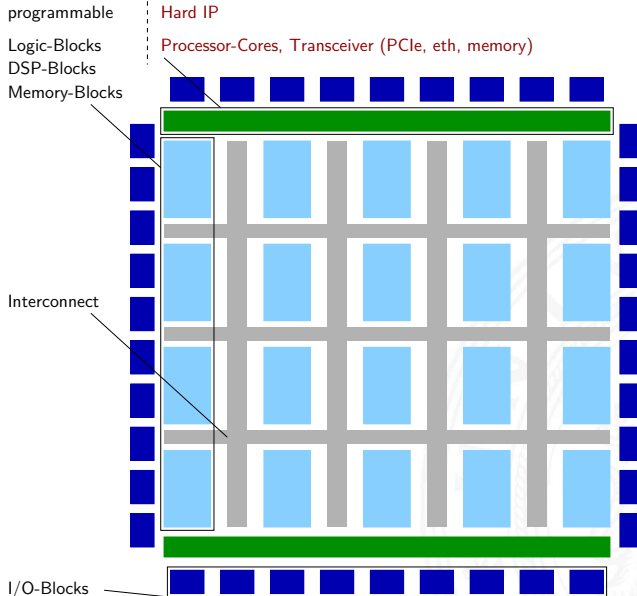 programmable
Hard IP
Logic-Blocks
Processor-Cores, Transceiver (PCIe, eth, memory)
DSP-Blocks
Memory-Blocks
Interconnect
I/O-Blocks